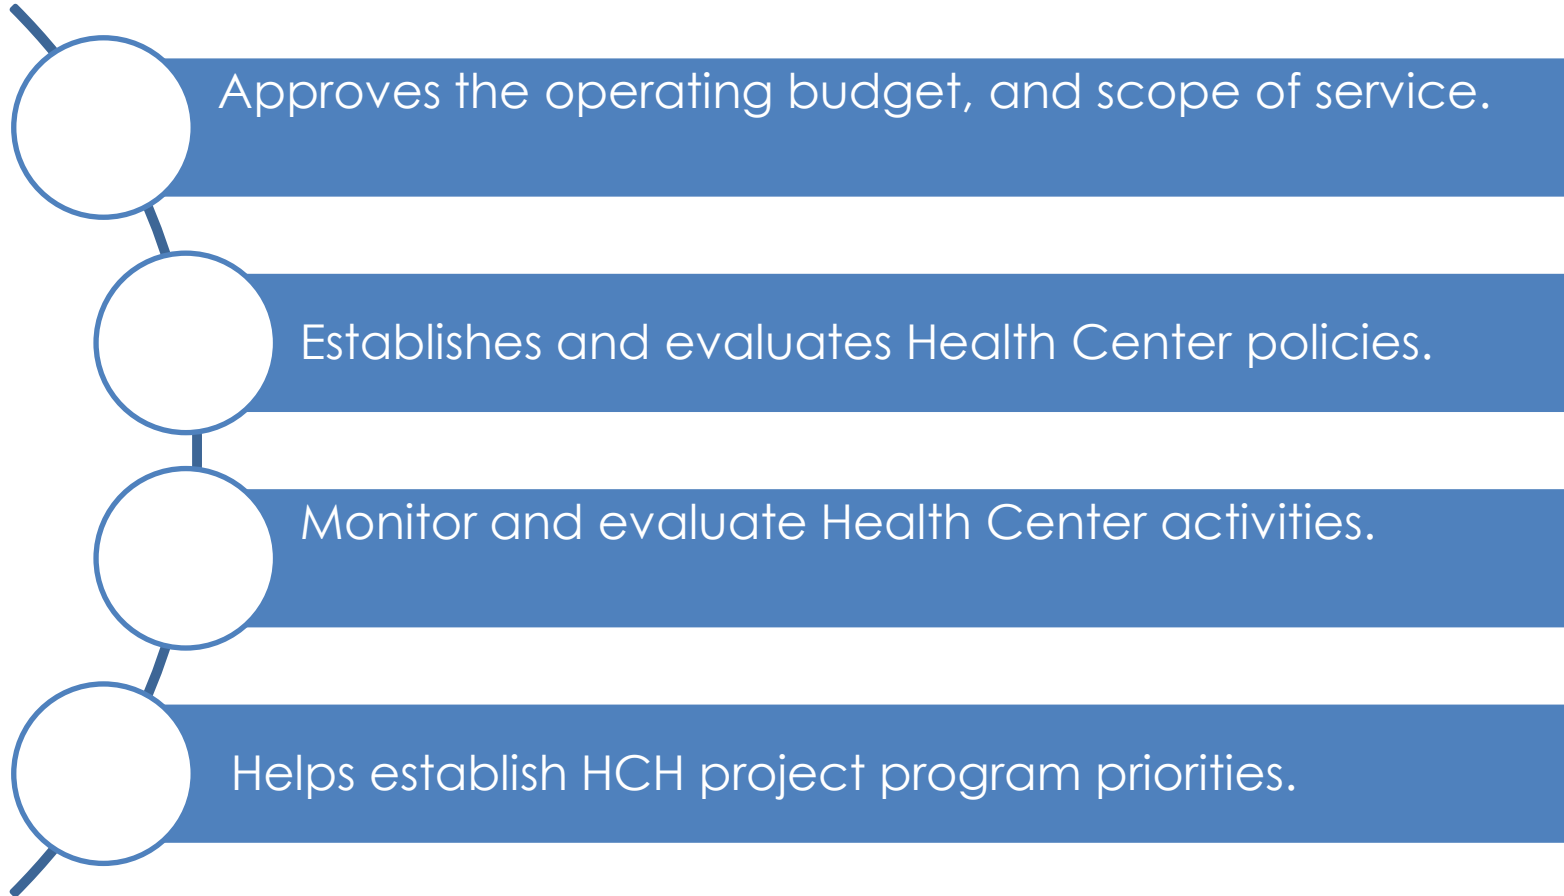 Approves the operating budget, and scope of service.
Establishes and evaluates Health Center policies.
Monitor and evaluate Health Center activities.
Helps establish HCH project program priorities.